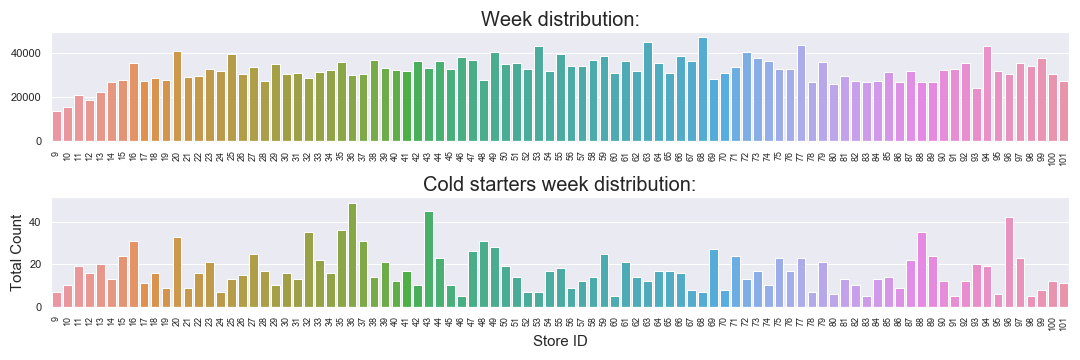 Week distribution:
40000
20000
0
9 10 11 12 13 14 15 16 17 18 19 20 21 22 23 24 25 26 27 28 29 30 31 32 33 34 35 36 37 38 39 40 41 42 43 44 45 46 47 48 49 50 51 52 53 54 55 56 57 58 59 60 61 62 63 64 65 66 67 68 69 70 71 72 73 74 75 76 77 78 79 80 81 82 83 84 85 86 87 88 89 90 91 92 93 94 95 96 97 98 99 100 101
Cold starters week distribution:
Total Count
40
20
0
9 10 11 12 13 14 15 16 17 18 19 20 21 22 23 24 25 26 27 28 29 30 31 32 33 34 35 36 37 38 39 40 41 42 43 44 45 46 47 48 49 50 51 52 53 54 55 56 57 58 59 60 61 62 63 64 65 66 67 68 69 70 71 72 73 74 75 76 77 78 79 80 81 82 83 84 85 86 87 88 89 90 91 92 93 94 95 96 97 98 99 100 101
Store ID